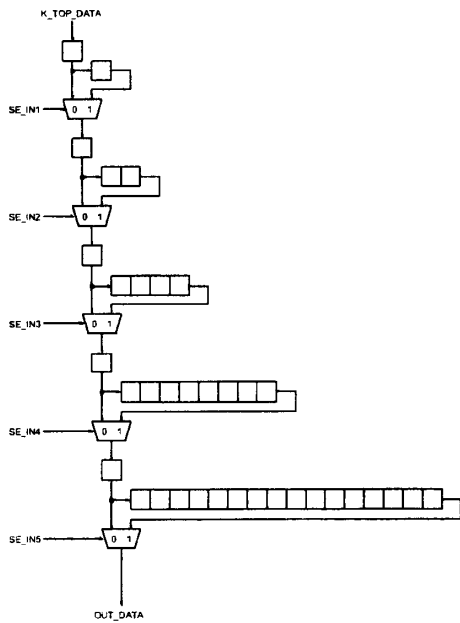 K_TOP_DATA
SE_IN1
0 1
SE_IN2
0 1
SE_IN3
0 1
SE_IN4
0 1
SE_IN5
0 1
OUT_DATA